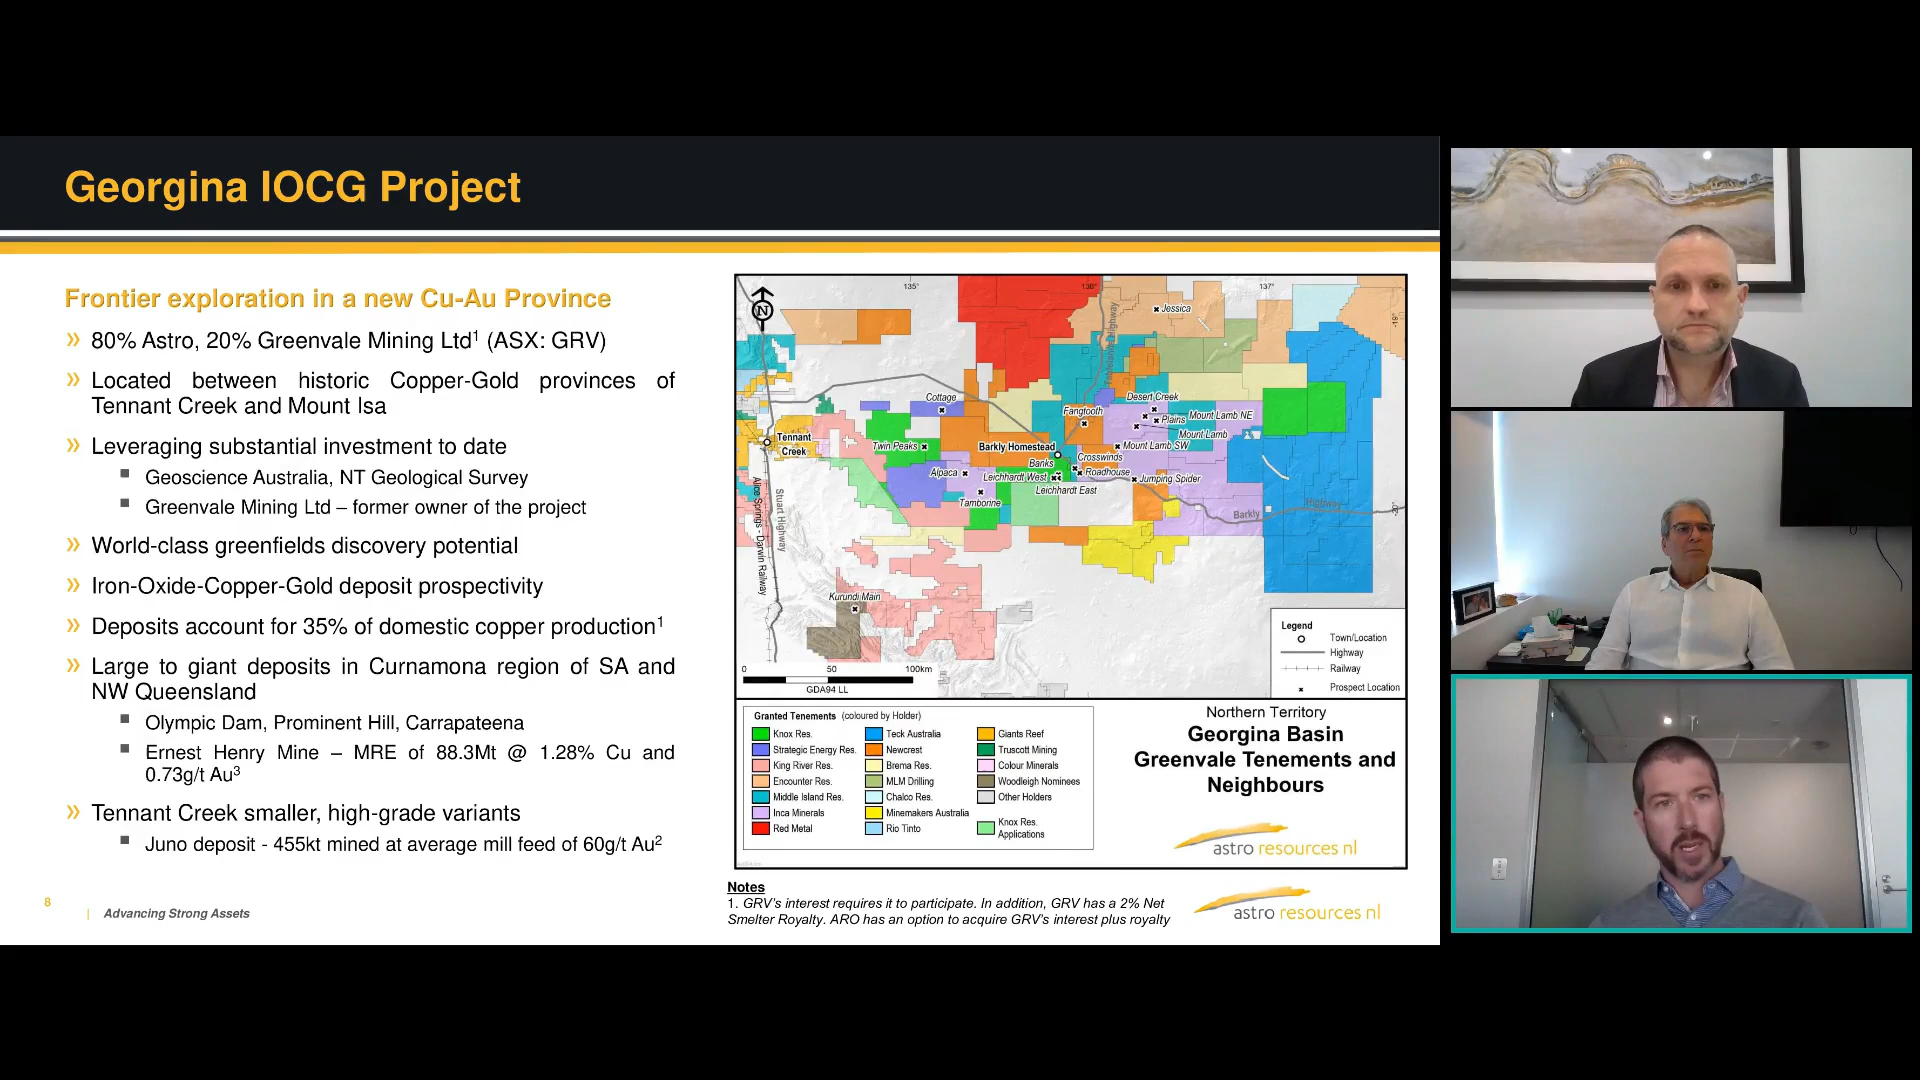 Georgina IOCG Project
Frontier exploration in a new Cu-Au Province
» 80% Astro, 20% Greenvale Mining Ltd¹ (ASX: GRV)
» Located between historic Copper-Gold provinces of
Tennant Creek and Mount Isa
» Leveraging substantial investment to date
▪ Geoscience Australia, NT Geological Survey
▪ Greenvale Mining Ltd – former owner of the project
» World-class greenfields discovery potential
» Iron-Oxide-Copper-Gold deposit prospectivity
» Deposits account for 35% of domestic copper production¹
» Large to giant deposits in Curnamona region of SA and
NW Queensland
▪ Olympic Dam, Prominent Hill, Carrapateena
▪ Ernest Henry Mine – MRE of 88.3Mt @ 1.28% Cu and
0.73g/t Au³
» Tennant Creek smaller, high-grade variants
▪ Juno deposit - 455kt mined at average mill feed of 60g/t Au²
8
| Advancing Strong Assets
N
135°
136°
137°
-19°
-20°
Jessica
Tablelands Highway
Cottage
Desert Creek
Fangtooth
Plains
Mount Lamb NE
Mount Lamb
Tennant
Creek
Twin Peaks
Barkly Homestead
Mount Lamb SW
Banks
Crosswinds
Alpaca
Leichhardt West
Roadhouse
Jumping Spider
Leichhardt East
Tamborine
Barkly
Highway
Stuart Highway
Alice Springs - Darwin Railway
Kurundi Main
0 50 100km
GDA94 LL
Legend
Town/Location
Highway
Railway
Prospect Location
Granted Tenements (coloured by Holder)
Knox Res.
Strategic Energy Res.
King River Res.
Encounter Res.
Middle Island Res.
Inca Minerals
Red Metal
Teck Australia
Newcrest
Brema Res.
MLM Drilling
Chalco Res.
Minemakers Australia
Rio Tinto
Giants Reef
Truscott Mining
Colour Minerals
Woodleigh Nominees
Other Holders
Knox Res.
Applications
Northern Territory
Georgina Basin
Greenvale Tenements and
Neighbours
astro resources nl
Notes
1. GRV's interest requires it to participate. In addition, GRV has a 2% Net
Smelter Royalty. ARO has an option to acquire GRV's interest plus royalty
astro resources nl